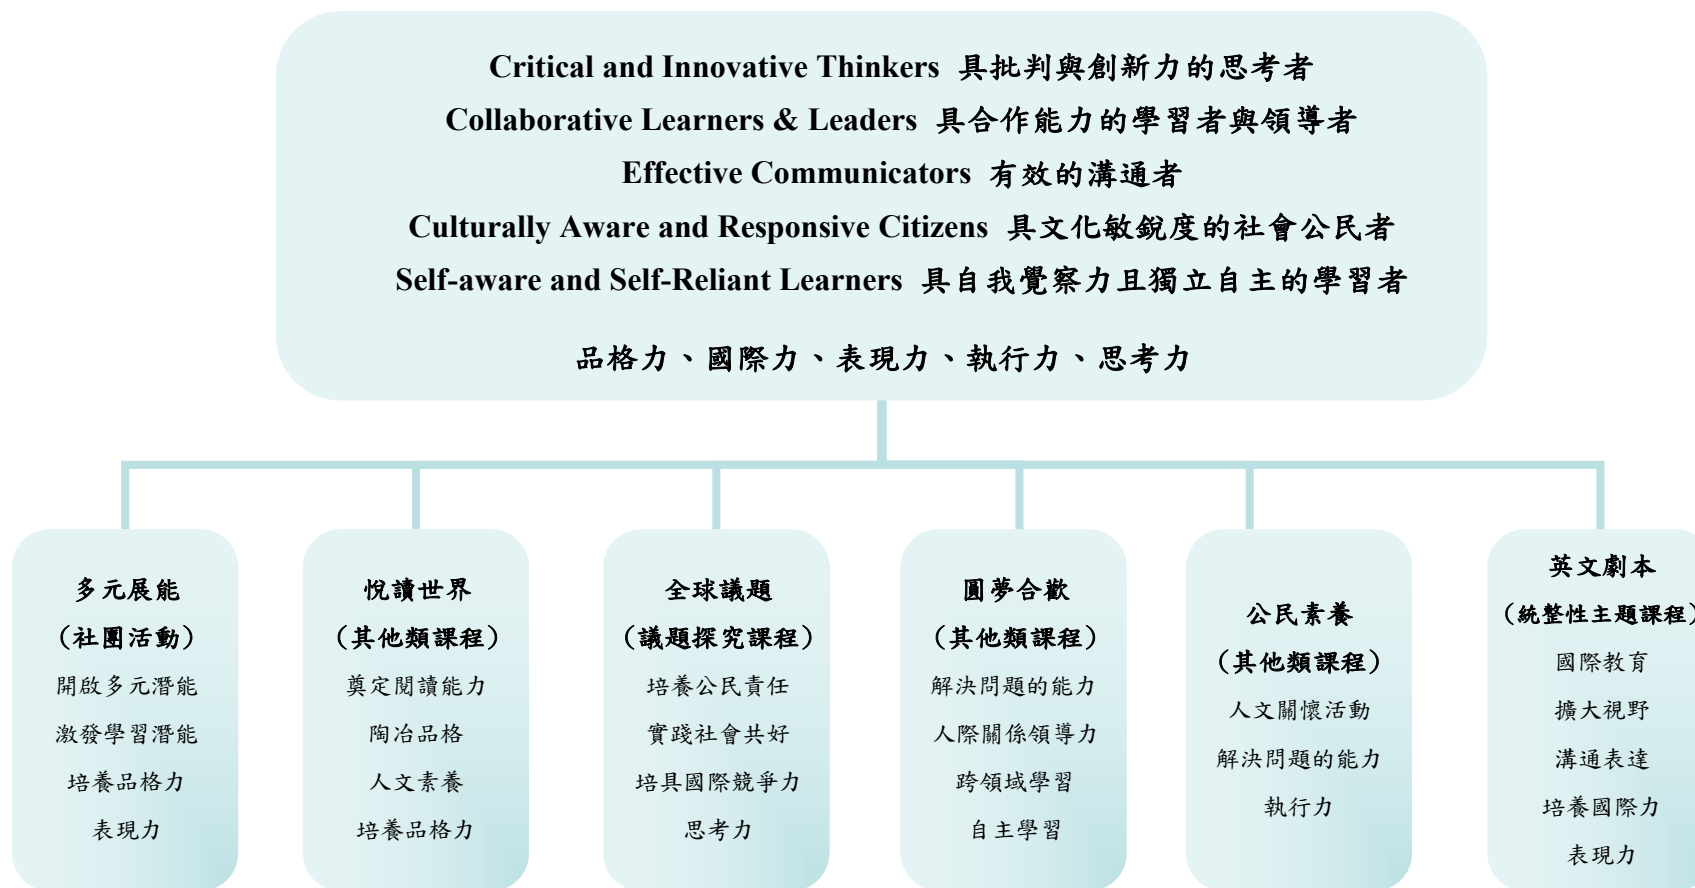 Critical and Innovative Thinkers 具批判與創新力的思考者
Collaborative Learners & Leaders 具合作能力的學習者與領導者
Effective Communicators 有效的溝通者
Culturally Aware and Responsive Citizens 具文化敏銳度的社會公民者
Self-aware and Self-Reliant Learners 具自我覺察力且獨立自主的學習者
品格力、國際力、表現力、執行力、思考力
多元展能
（社團活動）
開啟多元潛能
激發學習潛能
培養品格力
表現力
悅讀世界
（其他類課程）
奠定閱讀能力
陶冶品格
人文素養
培養品格力
全球議題
（議題探究課程）
培養公民責任
實踐社會共好
培具國際競爭力
思考力
圓夢合歡
（其他類課程）
解決問題的能力
人際關係領導力
跨領域學習
自主學習
公民素養
（其他類課程）
人文關懷活動
解決問題的能力
執行力
英文劇本
（統整性主題課程）
國際教育
擴大視野
溝通表達
培養國際力
表現力